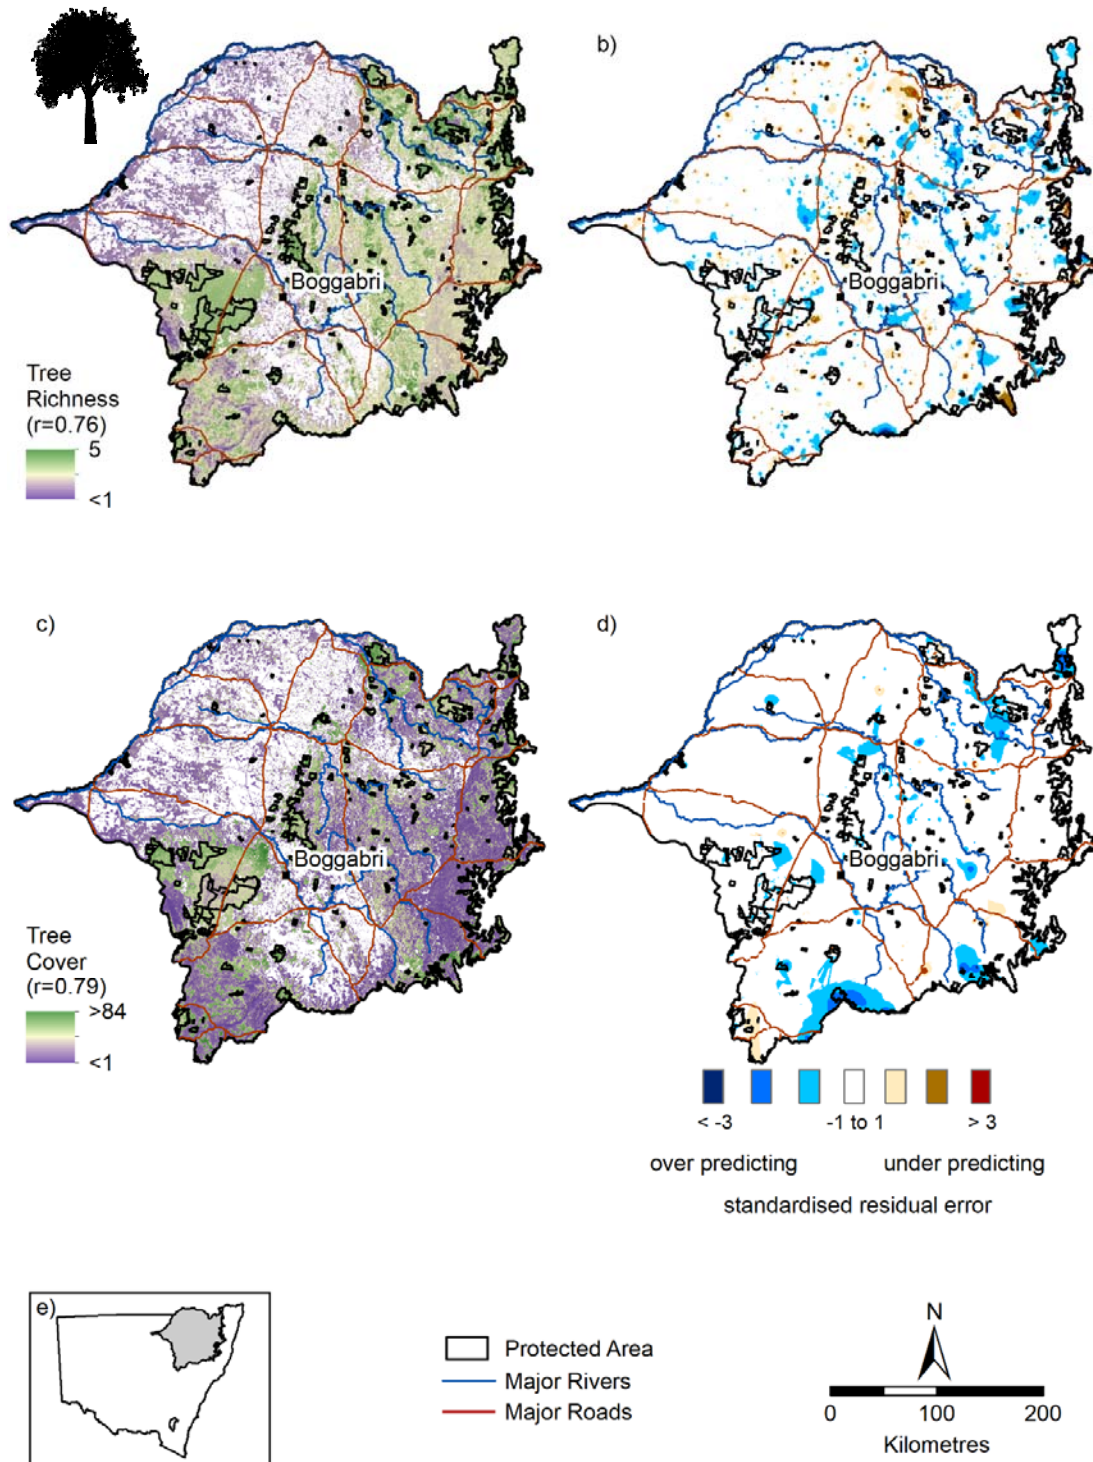 b)
Boggabri
Boggabri
Tree
Richness
(r=0.76)
5
<1
c)
d)
Boggabri
Boggabri
Tree
Cover
(r=0.79)
>84
<1
< -3
-1 to 1
> 3
over predicting
under predicting
standardised residual error
e)
Protected Area
Major Rivers
Major Roads
N
0
100
200
Kilometres